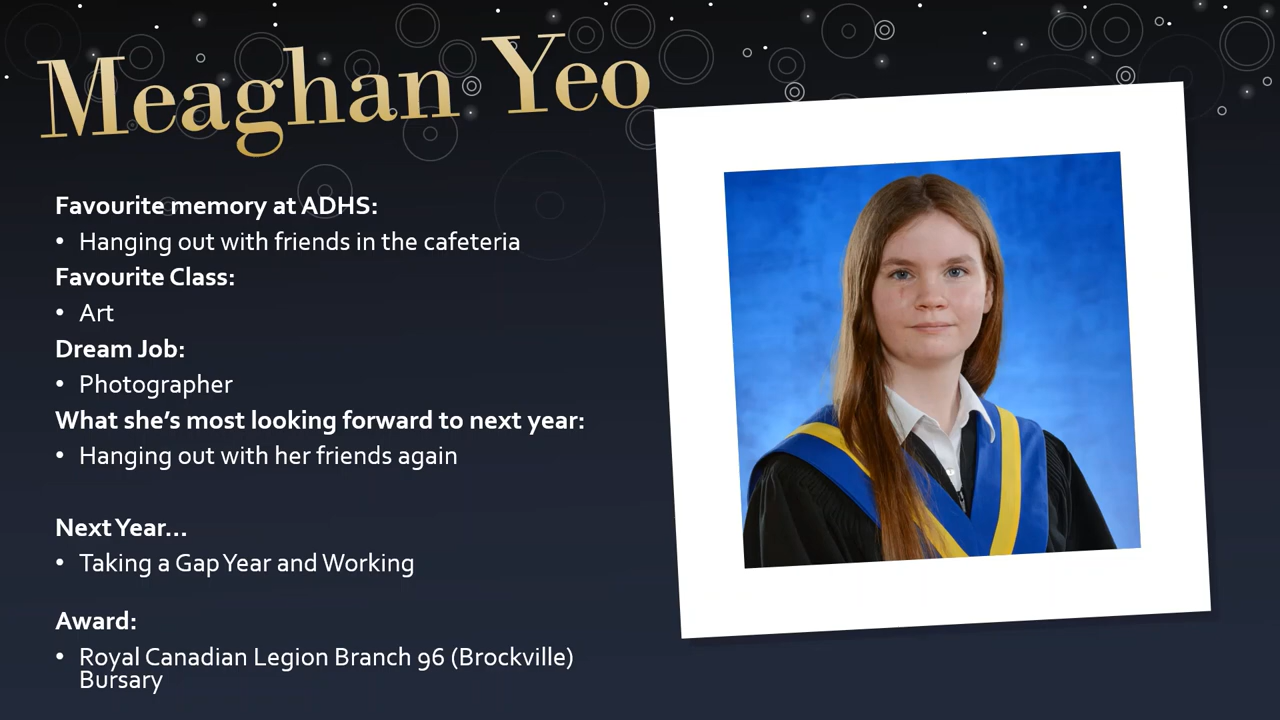 Meaghan Yeo
Favourite memory at ADHS:
• Hanging out with friends in the cafeteria
Favourite Class:
• Art
Dream Job:
• Photographer
What she's most looking forward to next year:
• Hanging out with her friends again
Next Year...
• Taking a Gap Year and Working
Award:
• Royal Canadian Legion Branch 96 (Brockville)
Bursary